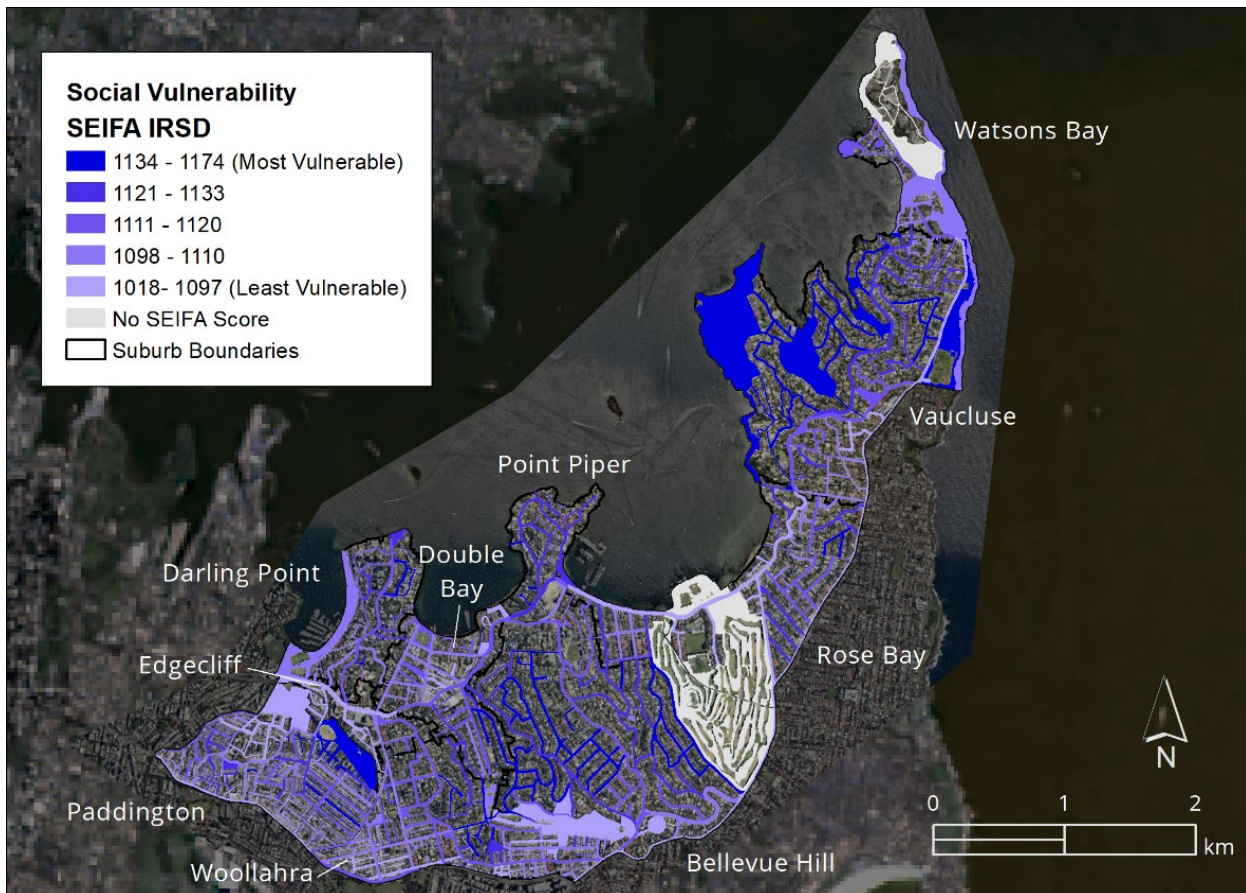 Social Vulnerability
SEIFA IRSD
1134 - 1174 (Most Vulnerable)
1121 - 1133
1111 - 1120
1098 - 1110
1018- 1097 (Least Vulnerable)
No SEIFA Score
Suburb Boundaries
Watsons Bay
Vaucluse
Point Piper
Double
Bay
Darling Point
Edgecliff
Rose Bay
Paddington
Woollahra
Bellevue Hill
N
0 1 2
km